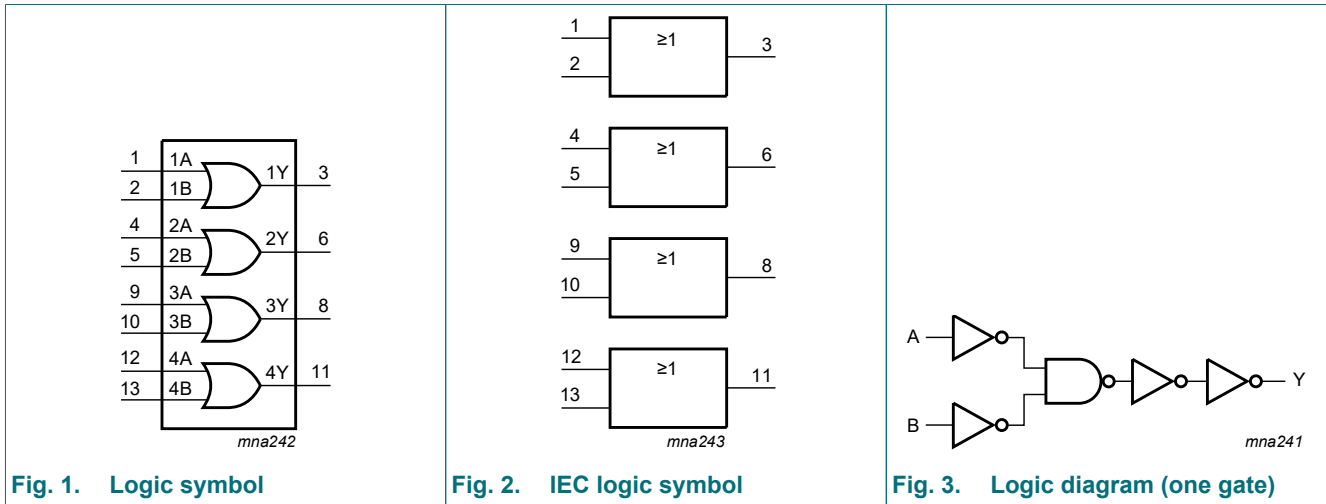 1 1A 1Y 3
2 1B
4 2A 2Y 6
5 2B
9 3A 3Y 8
10 3B
12 4A 4Y 11
13 4B
mna242
Fig. 1. Logic symbol
1 ≥1 3
2
4 ≥1 6
5
9 ≥1 8
10
12 ≥1 11
13
mna243
Fig. 2. IEC logic symbol
A
Y
B
mna241
Fig. 3. Logic diagram (one gate)